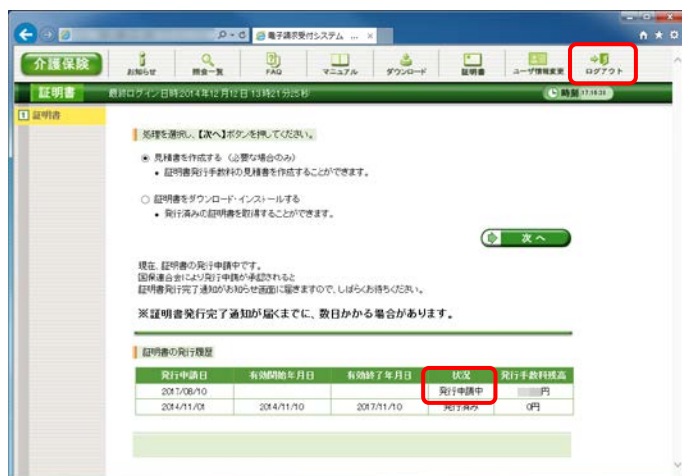 電子請求受付システム ...
介護保険
お知らせ 照会一覧 FAQ マニュアル ダウンロード 証明書 ユーザ情報変更 ログアウト
証明書 最終ログイン日時2014年12月12日 13時21分25秒 時刻 17:16:31
1 証明書
処理を選択し、【次へ】ボタンを押してください。
見積書を作成する（必要な場合のみ）
• 証明書発行手数料の見積書を作成することができます。
証明書をダウンロード・インストールする
• 発行済みの証明書を取得することができます。
次へ
現在、証明書の発行申請中です。
国保連合会により発行申請が承認されると
証明書発行完了通知がお知らせ画面に届きますので、しばらくお待ちください。
※証明書発行完了通知が届くまでに、数日かかる場合があります。
証明書の発行履歴
発行申請日 有効開始年月日 有効終了年月日 状況 発行手数料残高
2017/08/10 発行申請中 円
2014/11/01 2014/11/10 2017/11/10 発行済み 0円